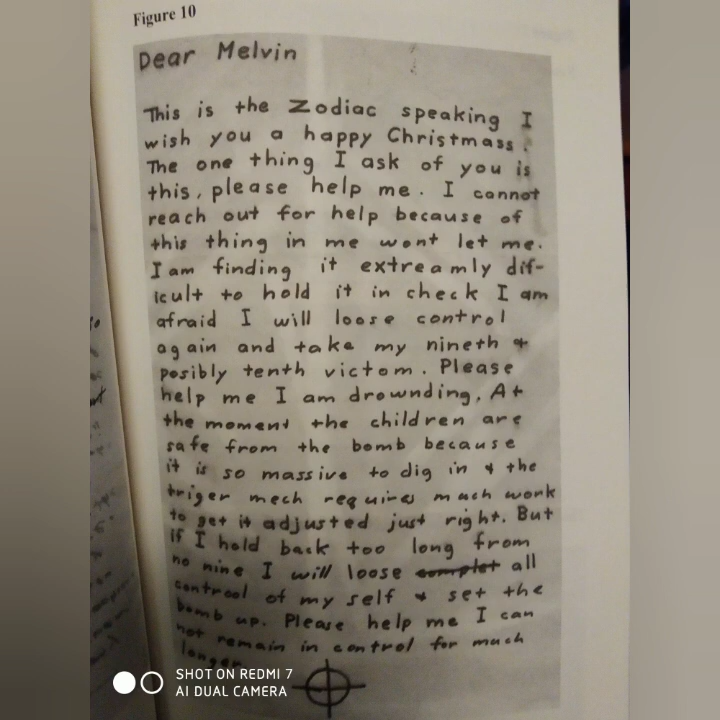 Figure 10
Dear Melvin
This is the Zodiac speaking I
wish you a happy Christmass.
The one thing I ask of you is
this, please help me. I cannot
reach out for help because of
this thing in me wont let me.
I am finding it extreamly dif-
icult to hold it in check I am
afraid I will loose control
again and take my nineth &
posibly tenth victom. Please
help me I am drownding. At
the moment the children are
safe from the bomb because
it is so massive to dig in & the
triger mech requires much work
to get it adjusted just right. But
if I hold back too long from
no nine I will loose complet all
controol of my self & set the
bomb up. Please help me I can
not remain in control for much
longer.
SHOT ON REDMI 7
AI DUAL CAMERA